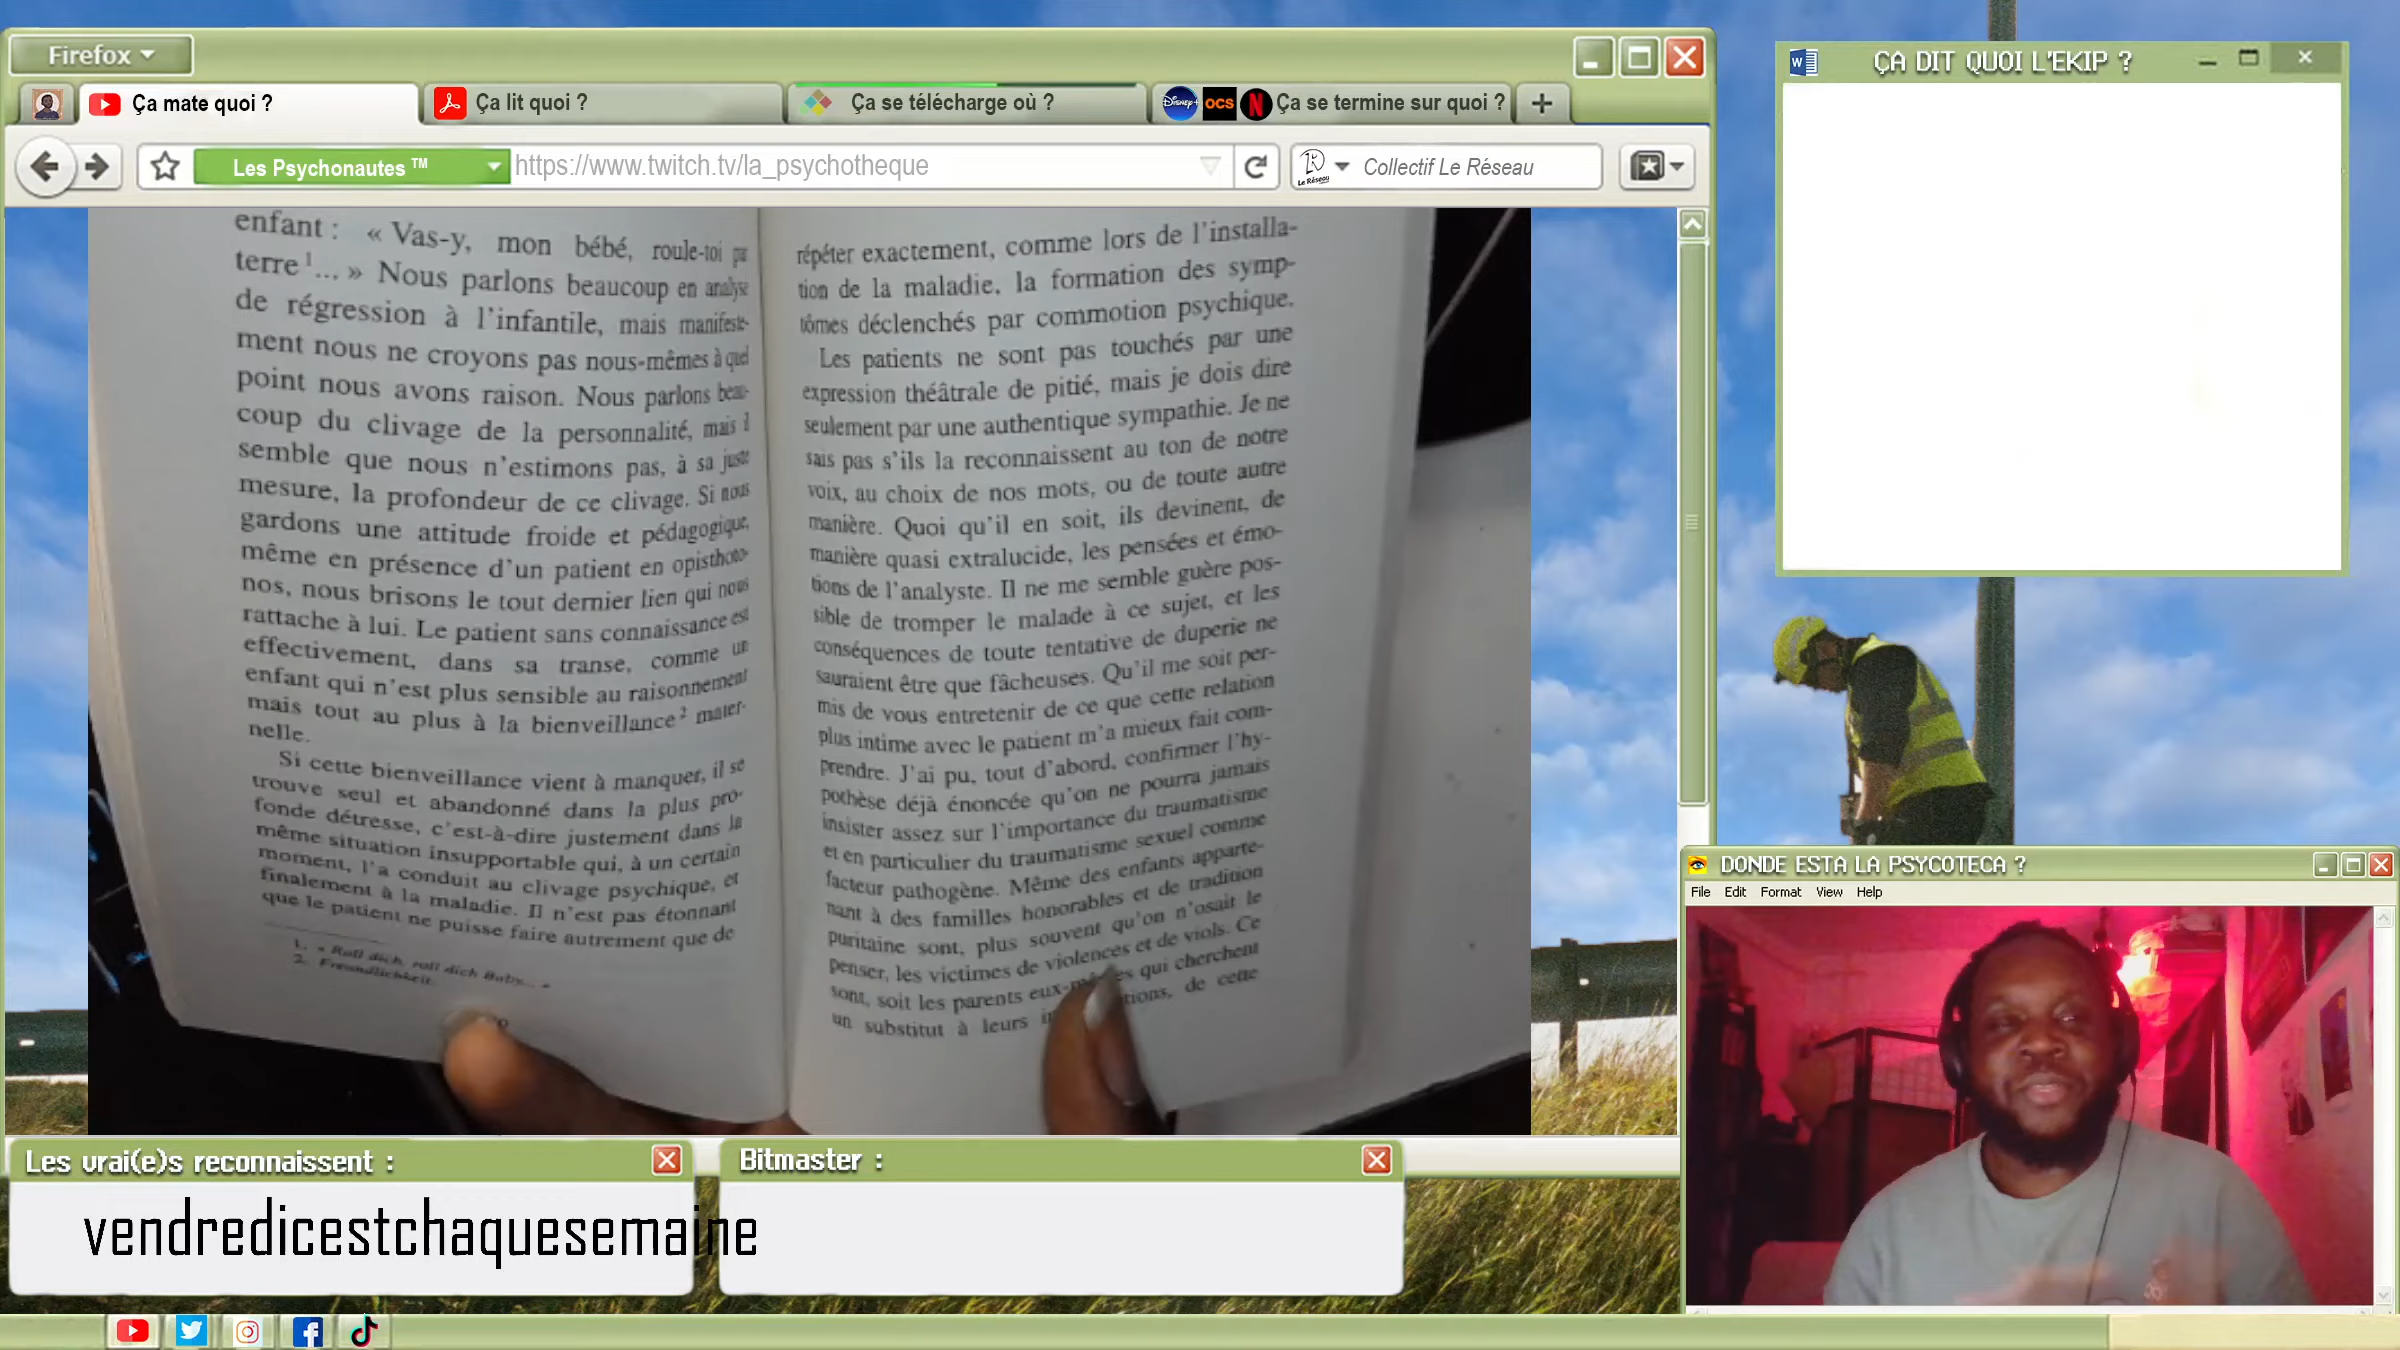 Firefox
Ça mate quoi ?
Ça lit quoi ?
Ça se télécharge où ?
Disney+
OCS
N
Ça se termine sur quoi ?
Les Psychonautes ™
https://www.twitch.tv/la_psychotheque
Le Réseau
Collectif Le Réseau
enfant : « Vas-y, mon bébé, roule-toi par
terre¹... » Nous parlons beaucoup en analyse
de régression à l'infantile, mais manifeste-
ment nous ne croyons pas nous-mêmes à quel
point nous avons raison. Nous parlons beau-
coup du clivage de la personnalité, mais il
semble que nous n'estimons pas, à sa juste
mesure, la profondeur de ce clivage. Si nous
gardons une attitude froide et pédagogique,
même en présence d'un patient en opisthoto-
nos, nous brisons le tout dernier lien qui nous
rattache à lui. Le patient sans connaissance est
effectivement, dans sa transe, comme un
enfant qui n'est plus sensible au raisonnement
mais tout au plus à la bienveillance² mater-
nelle.
Si cette bienveillance vient à manquer, il se
trouve seul et abandonné dans la plus pro-
fonde détresse, c'est-à-dire justement dans la
même situation insupportable qui, à un certain
moment, l'a conduit au clivage psychique, et
finalement à la maladie. Il n'est pas étonnant
que le patient ne puisse faire autrement que de
1. « Roll dich, roll dich Baby... »
2. Freundlichkeit.
répéter exactement, comme lors de l'installa-
tion de la maladie, la formation des symp-
tômes déclenchés par commotion psychique.
Les patients ne sont pas touchés par une
expression théâtrale de pitié, mais je dois dire
seulement par une authentique sympathie. Je ne
sais pas s'ils la reconnaissent au ton de notre
voix, au choix de nos mots, ou de toute autre
manière. Quoi qu'il en soit, ils devinent, de
manière quasi extralucide, les pensées et émo-
tions de l'analyste. Il ne me semble guère pos-
sible de tromper le malade à ce sujet, et les
conséquences de toute tentative de duperie ne
sauraient être que fâcheuses. Qu'il me soit per-
mis de vous entretenir de ce que cette relation
plus intime avec le patient m'a mieux fait com-
prendre. J'ai pu, tout d'abord, confirmer l'hy-
pothèse déjà énoncée qu'on ne pourra jamais
insister assez sur l'importance du traumatisme
et en particulier du traumatisme sexuel comme
facteur pathogène. Même des enfants apparte-
nant à des familles honorables et de tradition
puritaine sont, plus souvent qu'on n'osait le
penser, les victimes de violences et de viols. Ce
sont, soit les parents eux- qui cherchent
un substitut à leurs de cette
ÇA DIT QUOI L'EKIP ?
DONDE ESTA LA PSYCOTECA ?
File Edit Format View Help
Les vrai(e)s reconnaissent :
vendredicestchaquesemaine
Bitmaster :